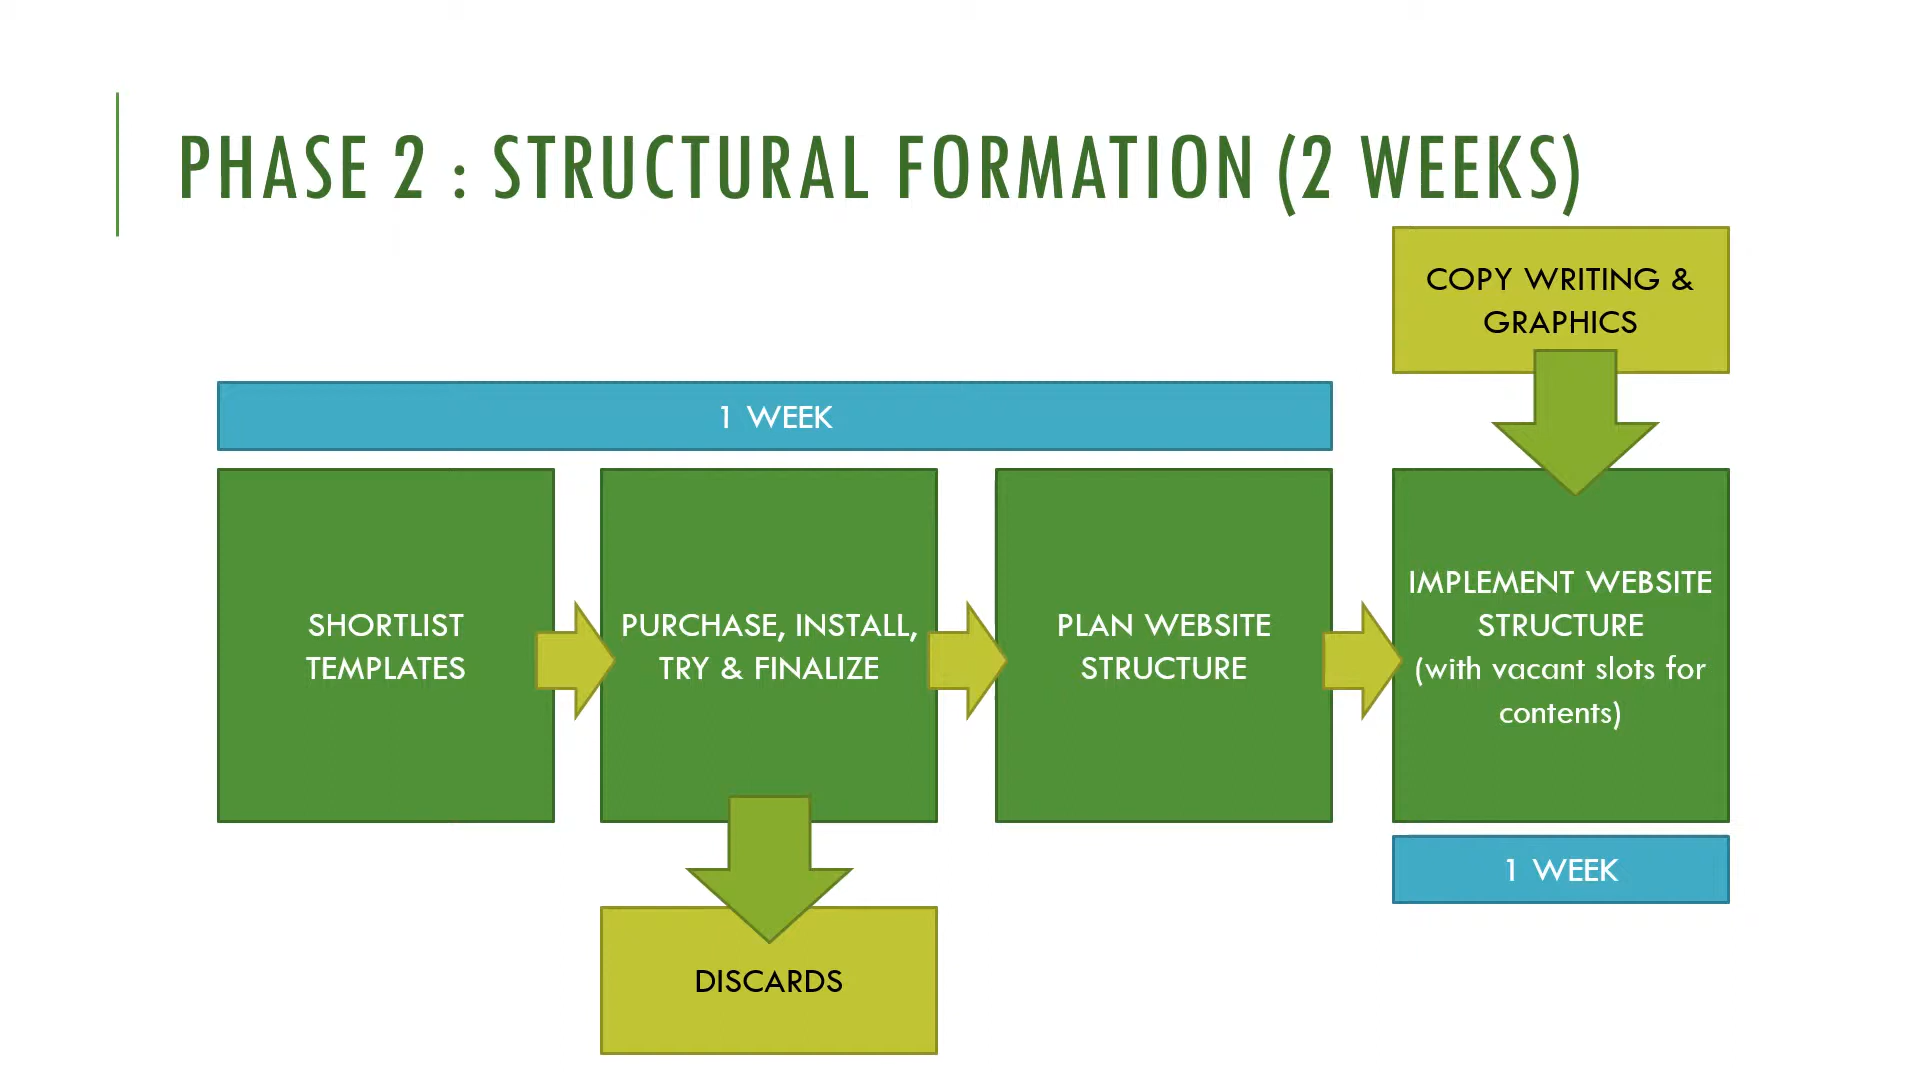 PHASE 2 : STRUCTURAL FORMATION (2 WEEKS)
COPY WRITING &
GRAPHICS
1 WEEK
SHORTLIST
TEMPLATES
PURCHASE, INSTALL,
TRY & FINALIZE
PLAN WEBSITE
STRUCTURE
IMPLEMENT WEBSITE
STRUCTURE
(with vacant slots for
contents)
1 WEEK
DISCARDS